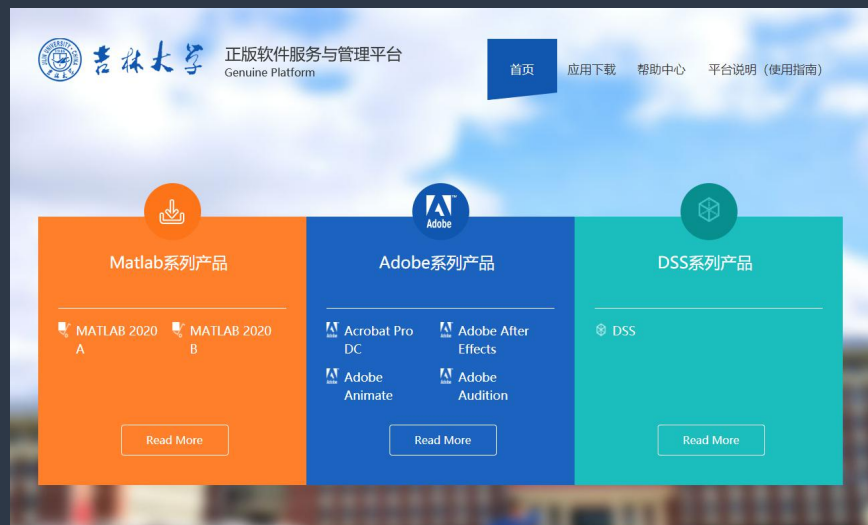 吉林大学
正版软件服务与管理平台
Genuine Platform
首页 应用下载 帮助中心 平台说明（使用指南）
Adobe
Matlab系列产品
MATLAB 2020 MATLAB 2020
A B
Read More
Adobe系列产品
Acrobat Pro Adobe After
DC Effects
Adobe Adobe
Animate Audition
Read More
DSS系列产品
DSS
Read More